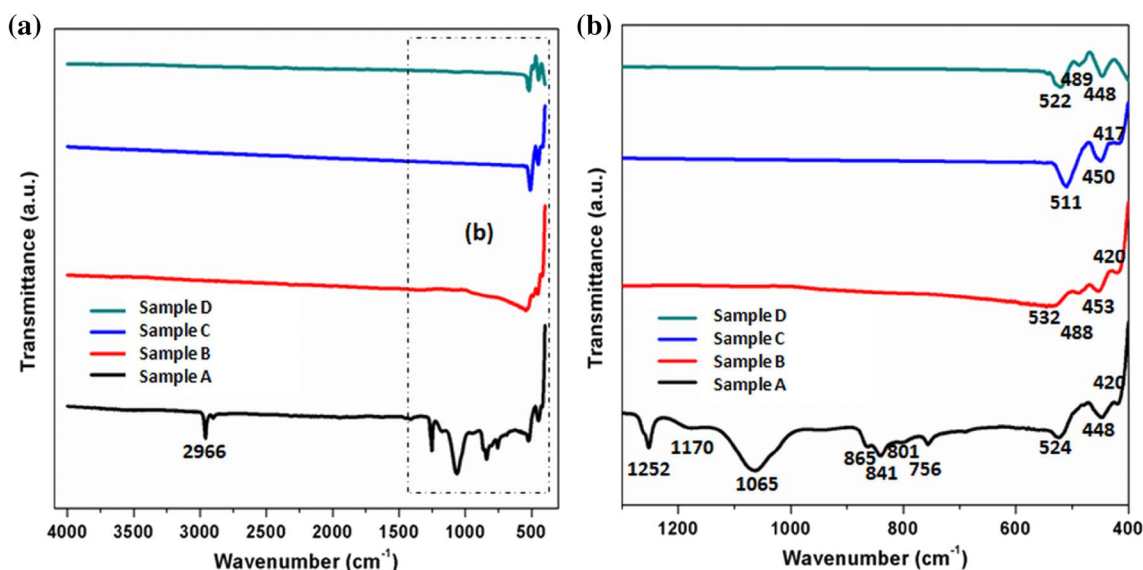 (a)
Transmittance (a.u.)
(b)
Sample D
Sample C
Sample B
Sample A
2966
4000 3500 3000 2500 2000 1500 1000 500
Wavenumber (cm-1)
(b)
Transmittance (a.u.)
522 489 448
417
450
511
420
453
532
488
Sample D
Sample C
Sample B
Sample A
420
448
524
1252 1170 1065 865 841 801 756
1200 1000 800 600 400
Wavenumber (cm-1)